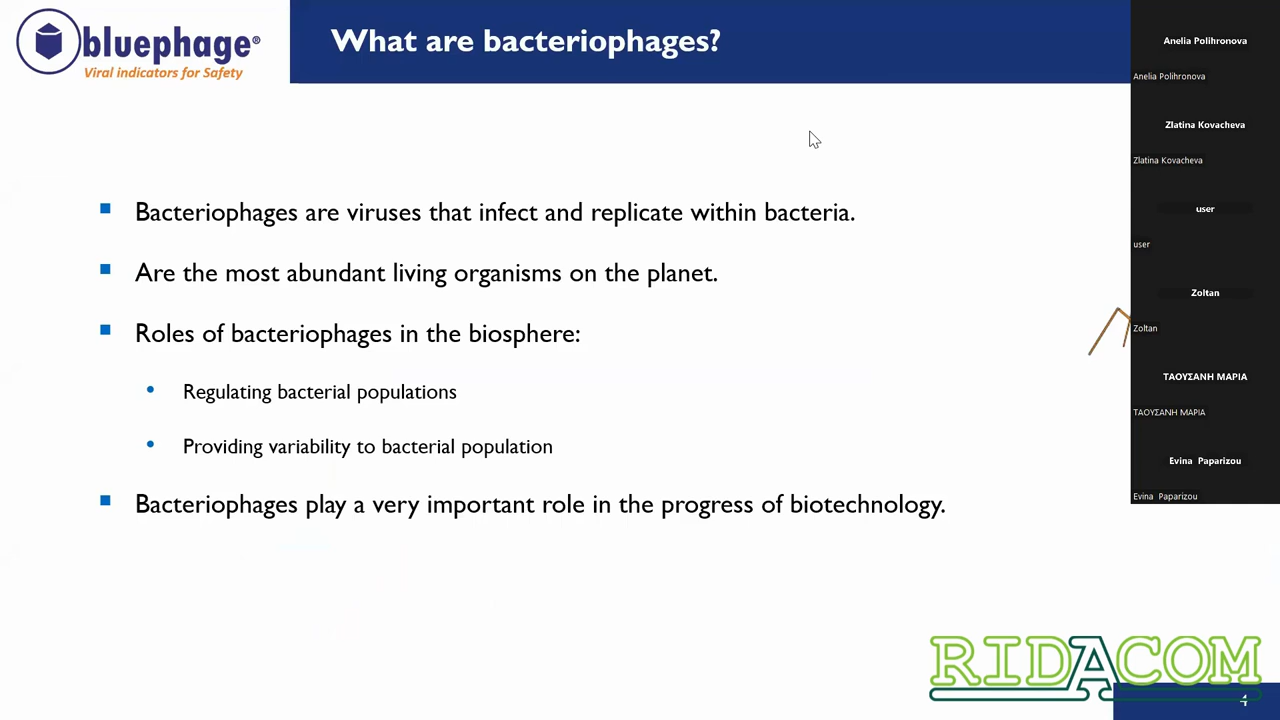 bluephage®
Viral indicators for Safety
What are bacteriophages?
Bacteriophages are viruses that infect and replicate within bacteria.
Are the most abundant living organisms on the planet.
Roles of bacteriophages in the biosphere:
Regulating bacterial populations
Providing variability to bacterial population
Bacteriophages play a very important role in the progress of biotechnology.
Anelia Polihronova
Anelia Polihronova
Zlatina Kovacheva
Zlatina Kovacheva
user
user
Zoltan
Zoltan
ΤΑΟΥΣΑΝΗ ΜΑΡΙΑ
ΤΑΟΥΣΑΝΗ ΜΑΡΙΑ
Evina Paparizou
Evina Paparizou
RIDACOM
4